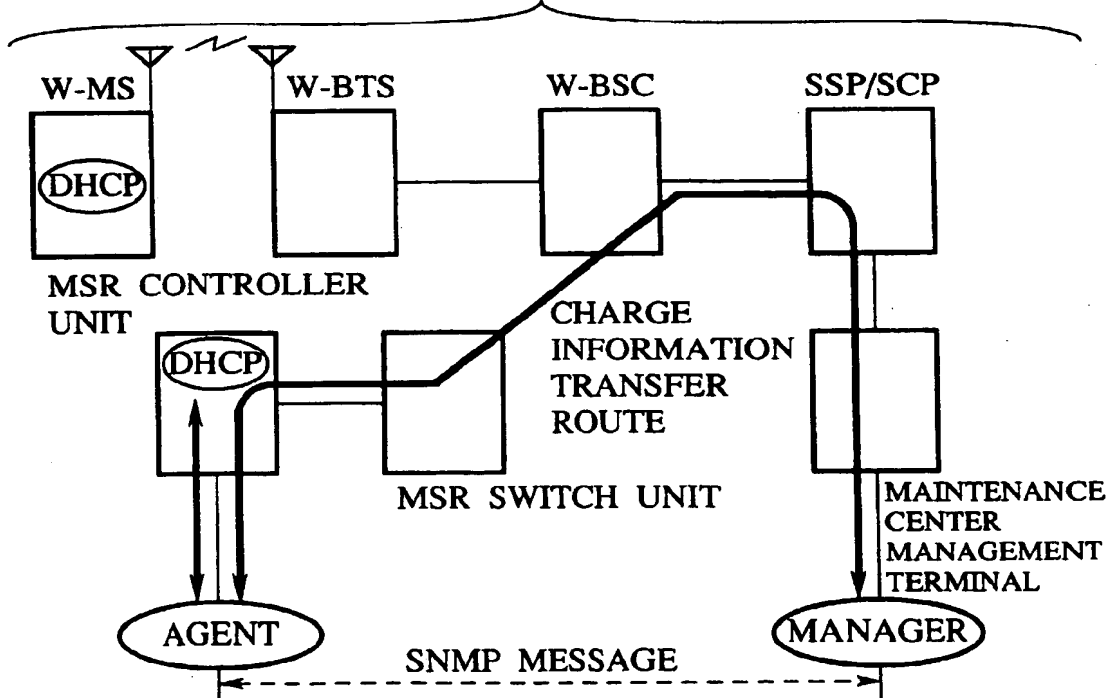 W-MS
W-BTS
W-BSC
SSP/SCP
DHCP
MSR CONTROLLER
UNIT
DHCP
CHARGE
INFORMATION
TRANSFER
ROUTE
MSR SWITCH UNIT
MAINTENANCE
CENTER
MANAGEMENT
TERMINAL
AGENT
MANAGER
SNMP MESSAGE